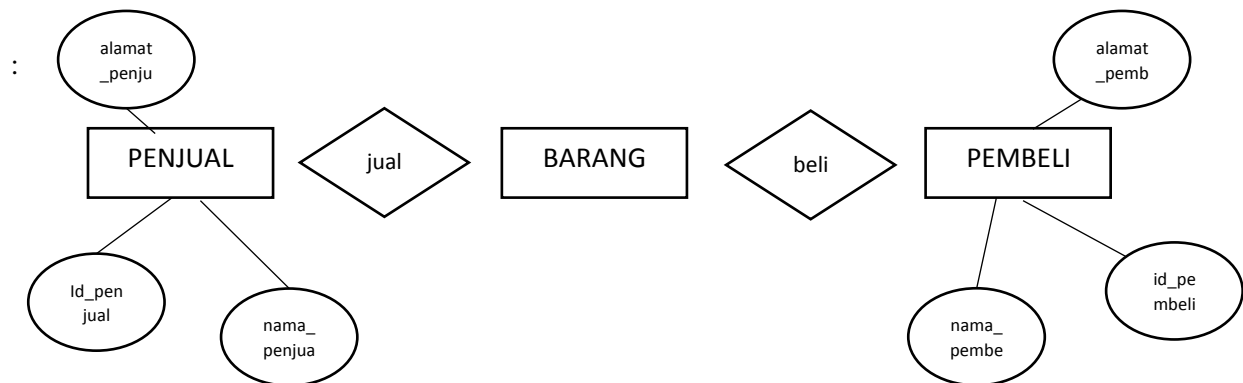 :
alamat
_penju
alamat
_pemb
PENJUAL
jual
BARANG
beli
PEMBELI
Id_pen
jual
nama_
penjua
nama_
pembe
id_pe
mbeli